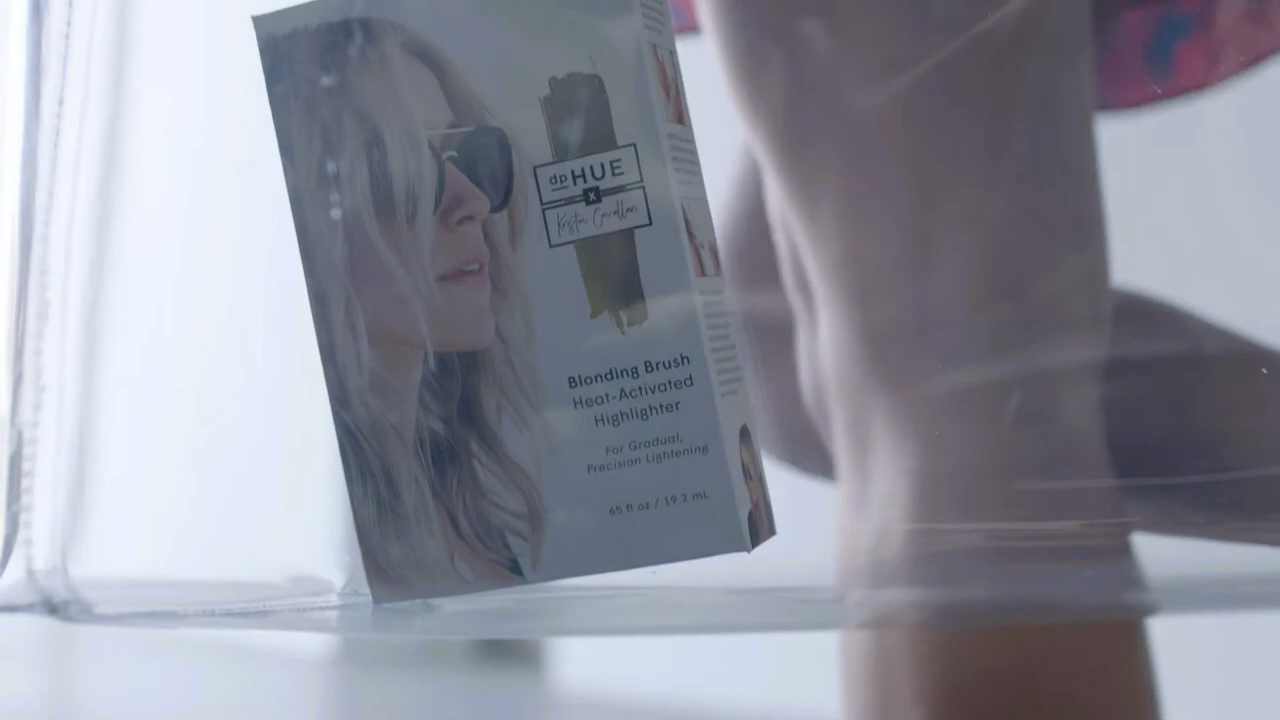 dpHUE
X
Kristin Cavallari
Blonding Brush
Heat-Activated
Highlighter
For Gradual,
Precision Lightening
65 fl oz / 19.2 mL